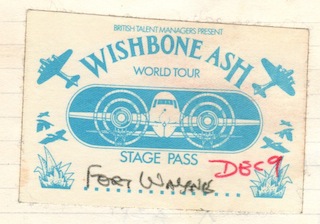 BRITISH TALENT MANAGERS PRESENT
WISHBONE ASH
WORLD TOUR
STAGE PASS
DEC 9
FORT WAYNE